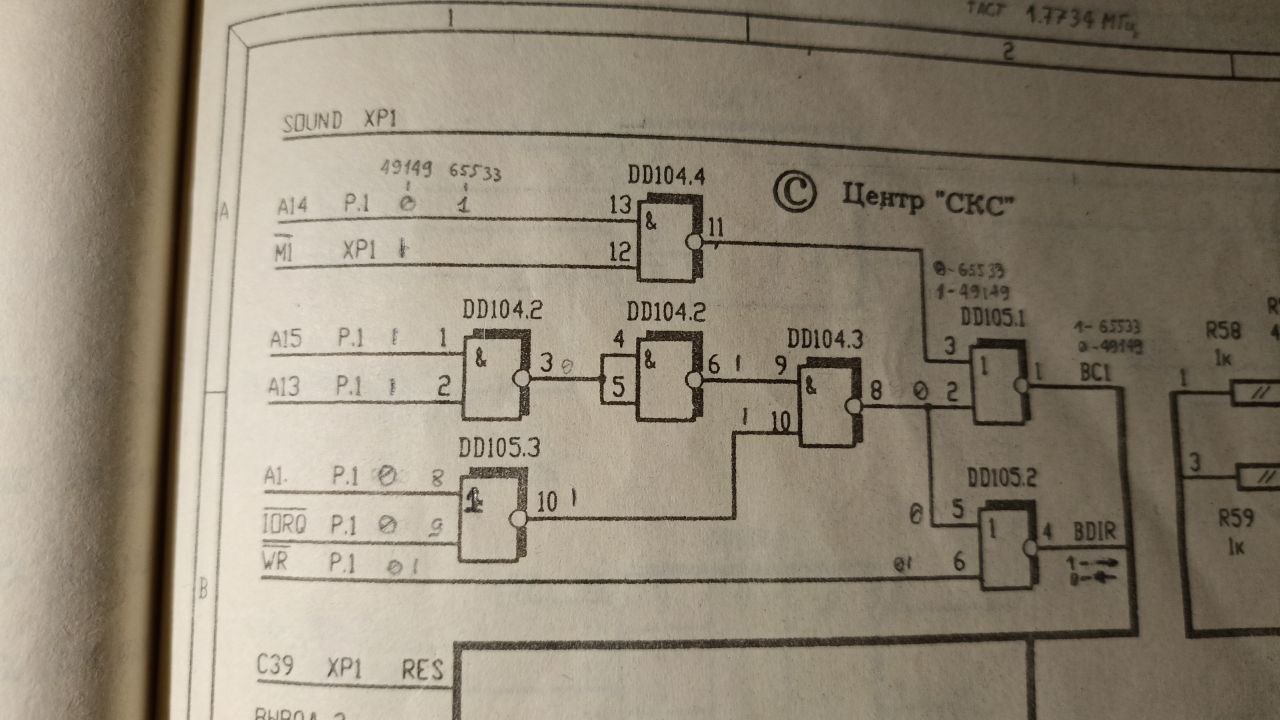 ТАСТ 1.7734 МГц
1 2
SOUND XP1
49149 65533
DD104.4
© Центр "СКС"
A
A14 P.1 0 1 13 & 11
M1 XP1 1 12
0-65533
1-49149
DD104.2 DD104.2 DD105.1
1-65533
0-49149
DD104.3
R58
1к
A15 P.1 1 1 & 3 0 4 & 6 1 9 & 8 0
5
3 1 1 BC1
2
1
A13 P.1 1 2
1 10
DD105.3
DD105.2
3
A1. P.1 0 8 1 10 1
0 5 1 4 BDIR
R59
1к
IORQ P.1 0 9
WR P.1 0 1 01 6
1-→
0-←
B
C39 XP1 RES